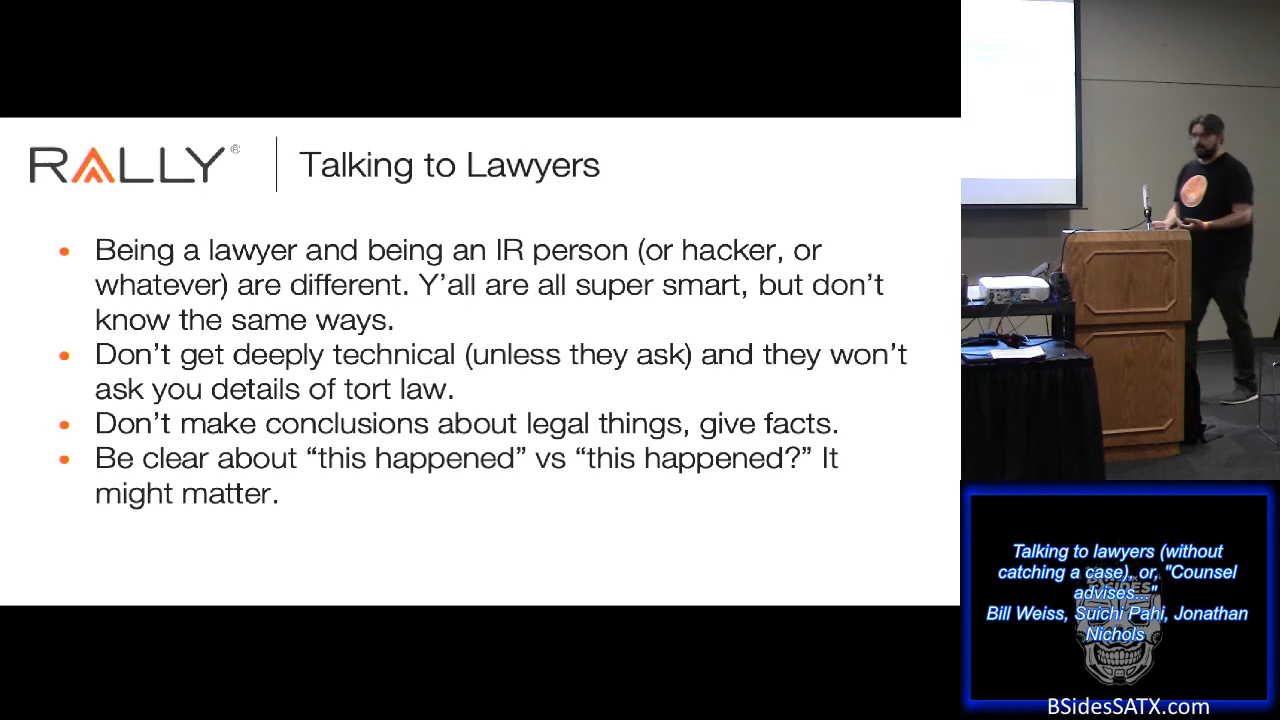 RALLY®
Talking to Lawyers
Being a lawyer and being an IR person (or hacker, or
whatever) are different. Y'all are all super smart, but don't
know the same ways.
Don't get deeply technical (unless they ask) and they won't
ask you details of tort law.
Don't make conclusions about legal things, give facts.
Be clear about “this happened” vs “this happened?” It
might matter.
Talking to lawyers (without
catching a case), or, "Counsel
advises..."
Bill Weiss, Suichi Pahi, Jonathan
Nichols
BSidesSATX.com